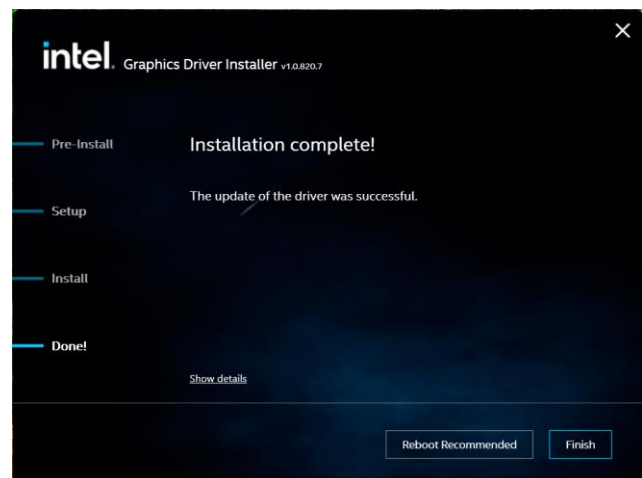 intel. Graphics Driver Installer v1.0.820.7
Pre-Install
Installation complete!
The update of the driver was successful.
Setup
Install
Done!
Show details
Reboot Recommended
Finish